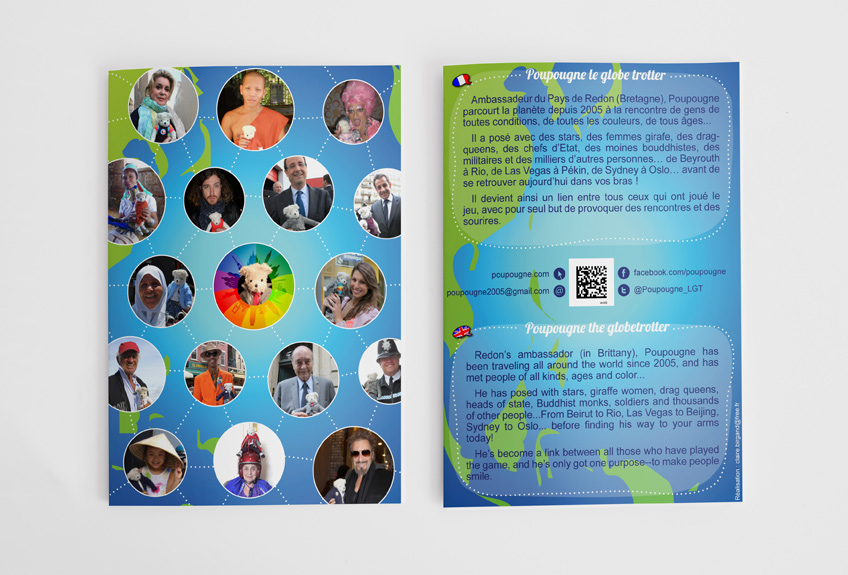 Poupougne le globe trotter
Ambassadeur du Pays de Redon (Bretagne), Poupougne
parcourt la planète depuis 2005 à la rencontre de gens de
toutes conditions, de toutes les couleurs, de tous âges...
Il a posé avec des stars, des femmes girafe, des drag-
queens, des chefs d'Etat, des moines bouddhistes, des
militaires et des milliers d'autres personnes... de Beyrouth
à Rio, de Las Vegas à Pékin, de Sydney à Oslo... avant de
se retrouver aujourd'hui dans vos bras !
Il devient ainsi un lien entre tous ceux qui ont joué le
jeu, avec pour seul but de provoquer des rencontres et des
sourires.
poupougne.com
facebook.com/poupougne
poupougne2005@gmail.com
@Poupougne_LGT
Poupougne the globetrotter
Redon's ambassador (in Brittany), Poupougne has
been traveling all around the world since 2005, and has
met people of all kinds, ages and color...
He has posed with stars, giraffe women, drag queens,
heads of state, Buddhist monks, soldiers and thousands
of other people...From Beirut to Rio, Las Vegas to Beijing,
Sydney to Oslo... before finding his way to your arms
today!
He's become a link between all those who have played
the game, and he's only got one purpose–to make people
smile.
Réalisation : claire.birgand@free.fr